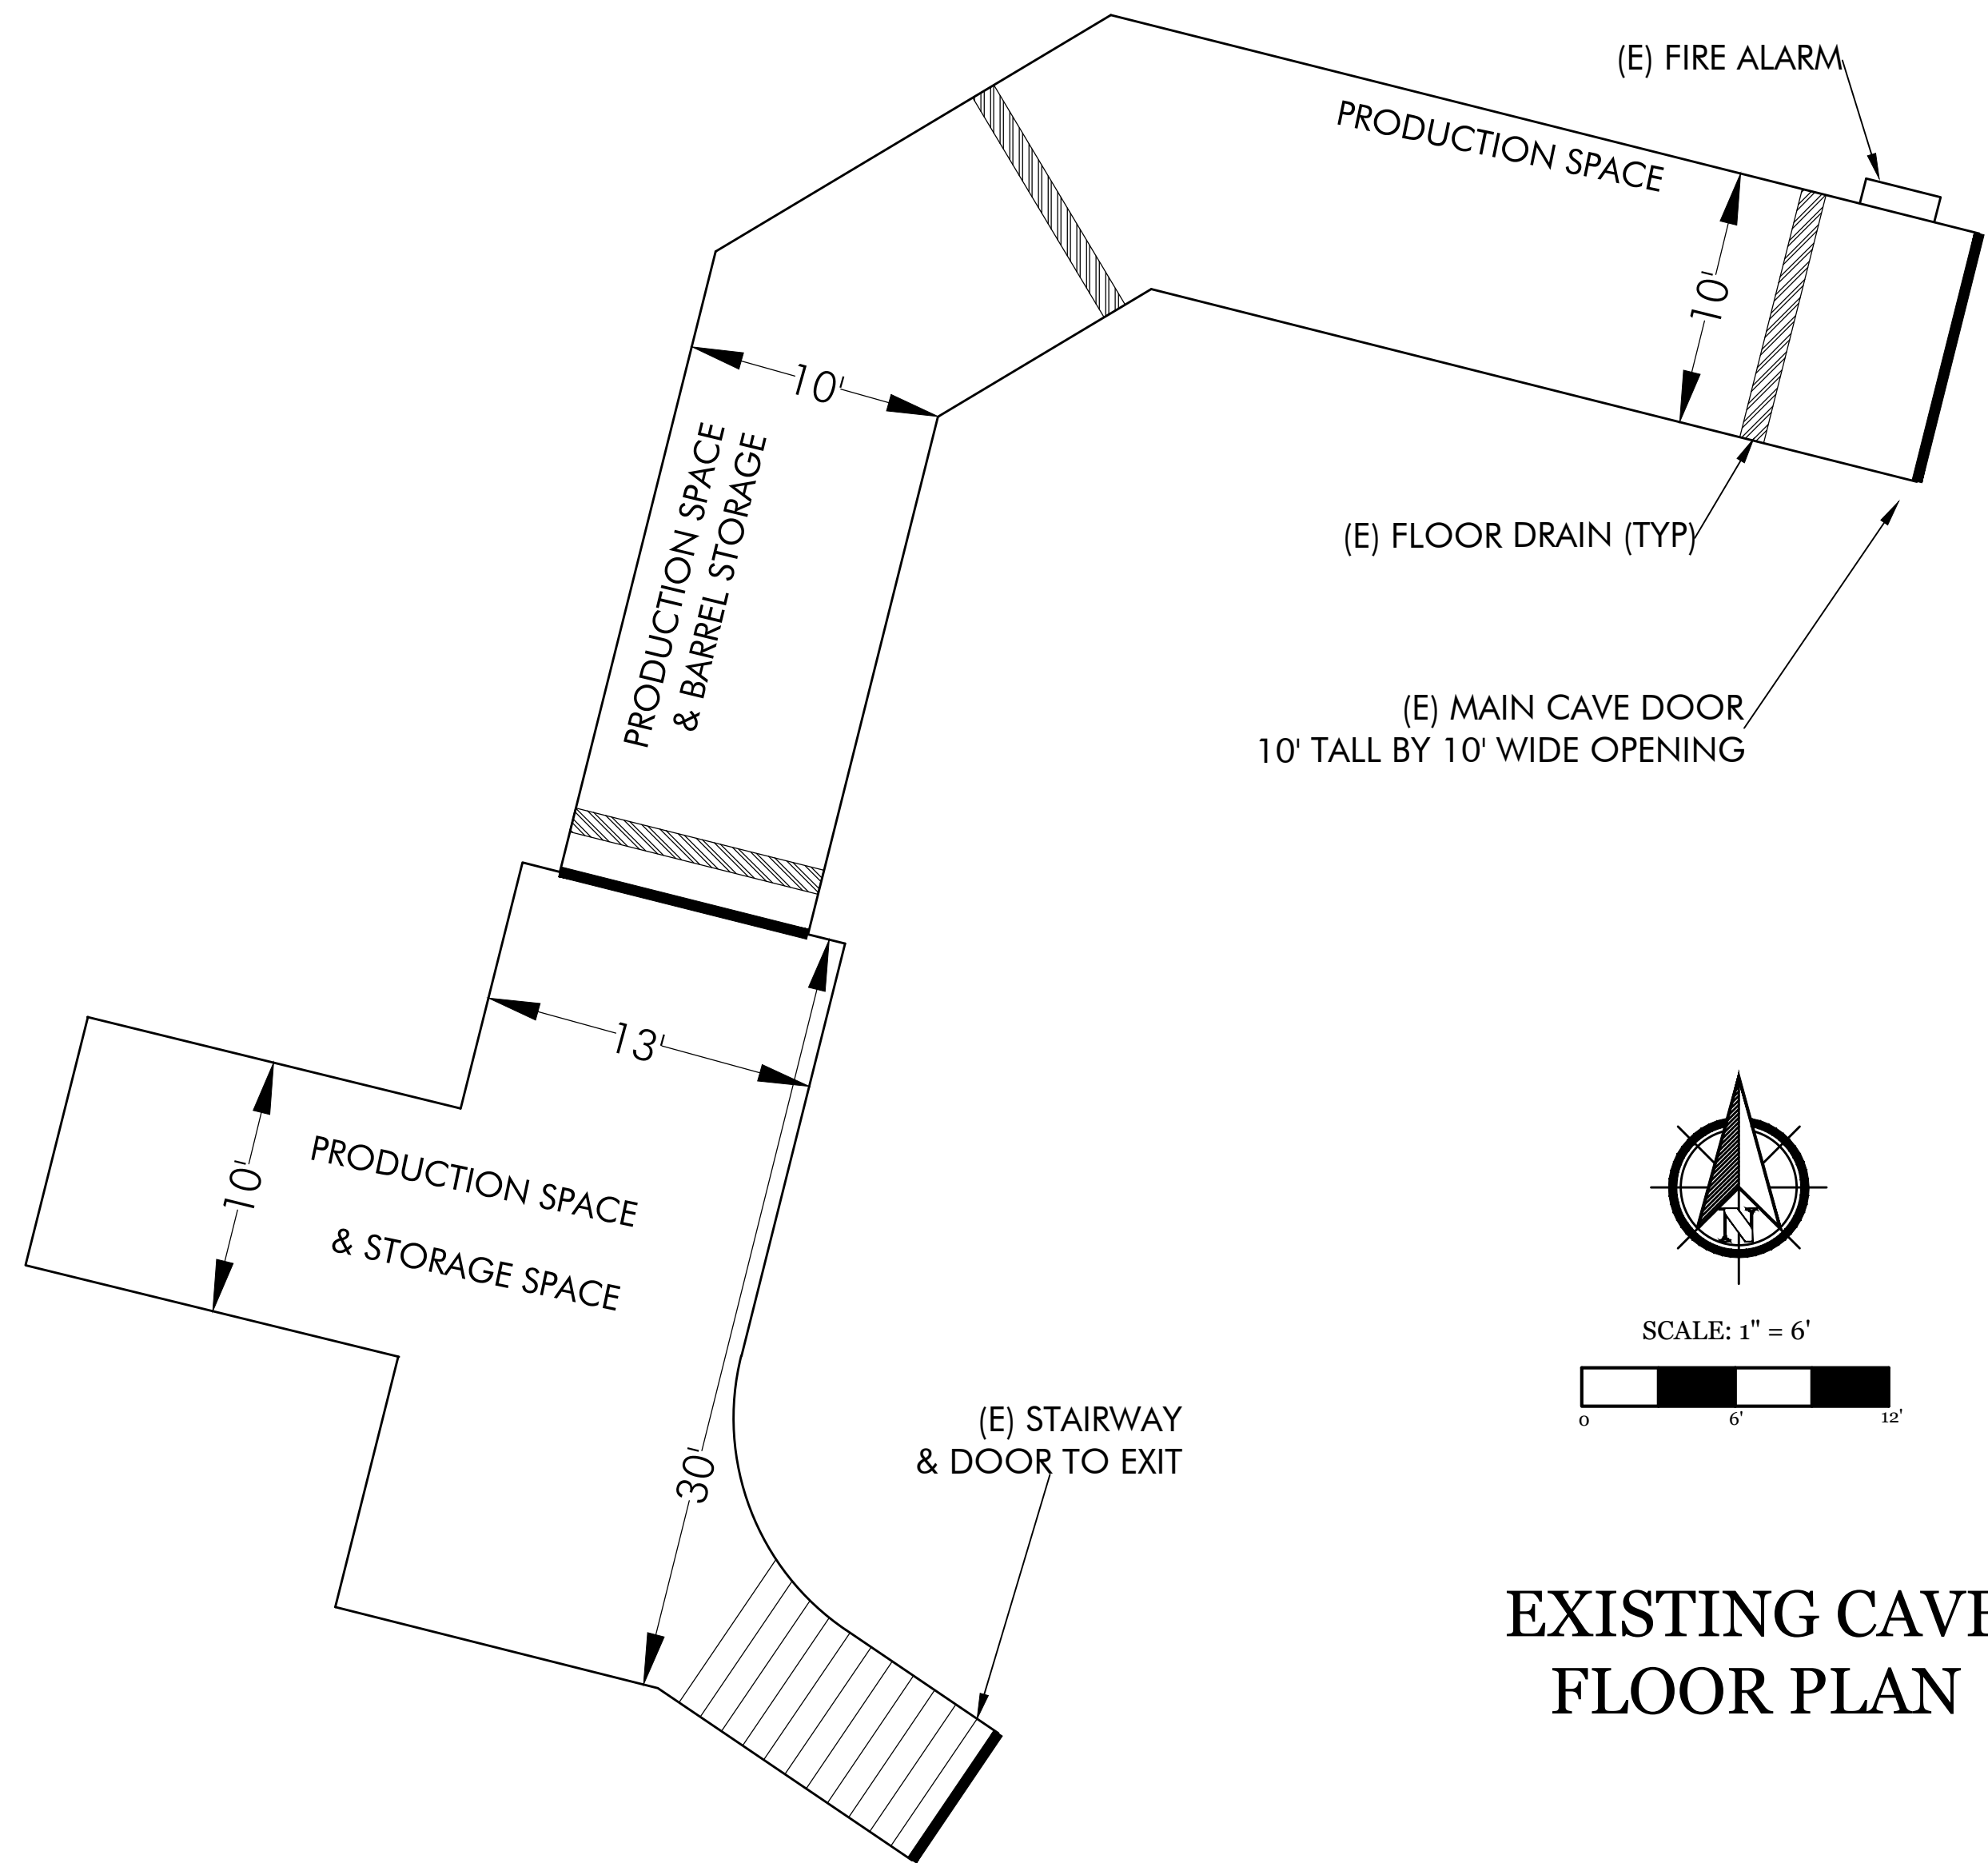 (E) FIRE ALARM
PRODUCTION SPACE
10'
10'
PRODUCTION SPACE
& BARREL STORAGE
(E) FLOOR DRAIN (TYP)
(E) MAIN CAVE DOOR
10' TALL BY 10' WIDE OPENING
13'
10'
PRODUCTION SPACE
& STORAGE SPACE
N
SCALE: 1" = 6'
0 6' 12'
30'
(E) STAIRWAY
& DOOR TO EXIT
EXISTING CAVE
FLOOR PLAN